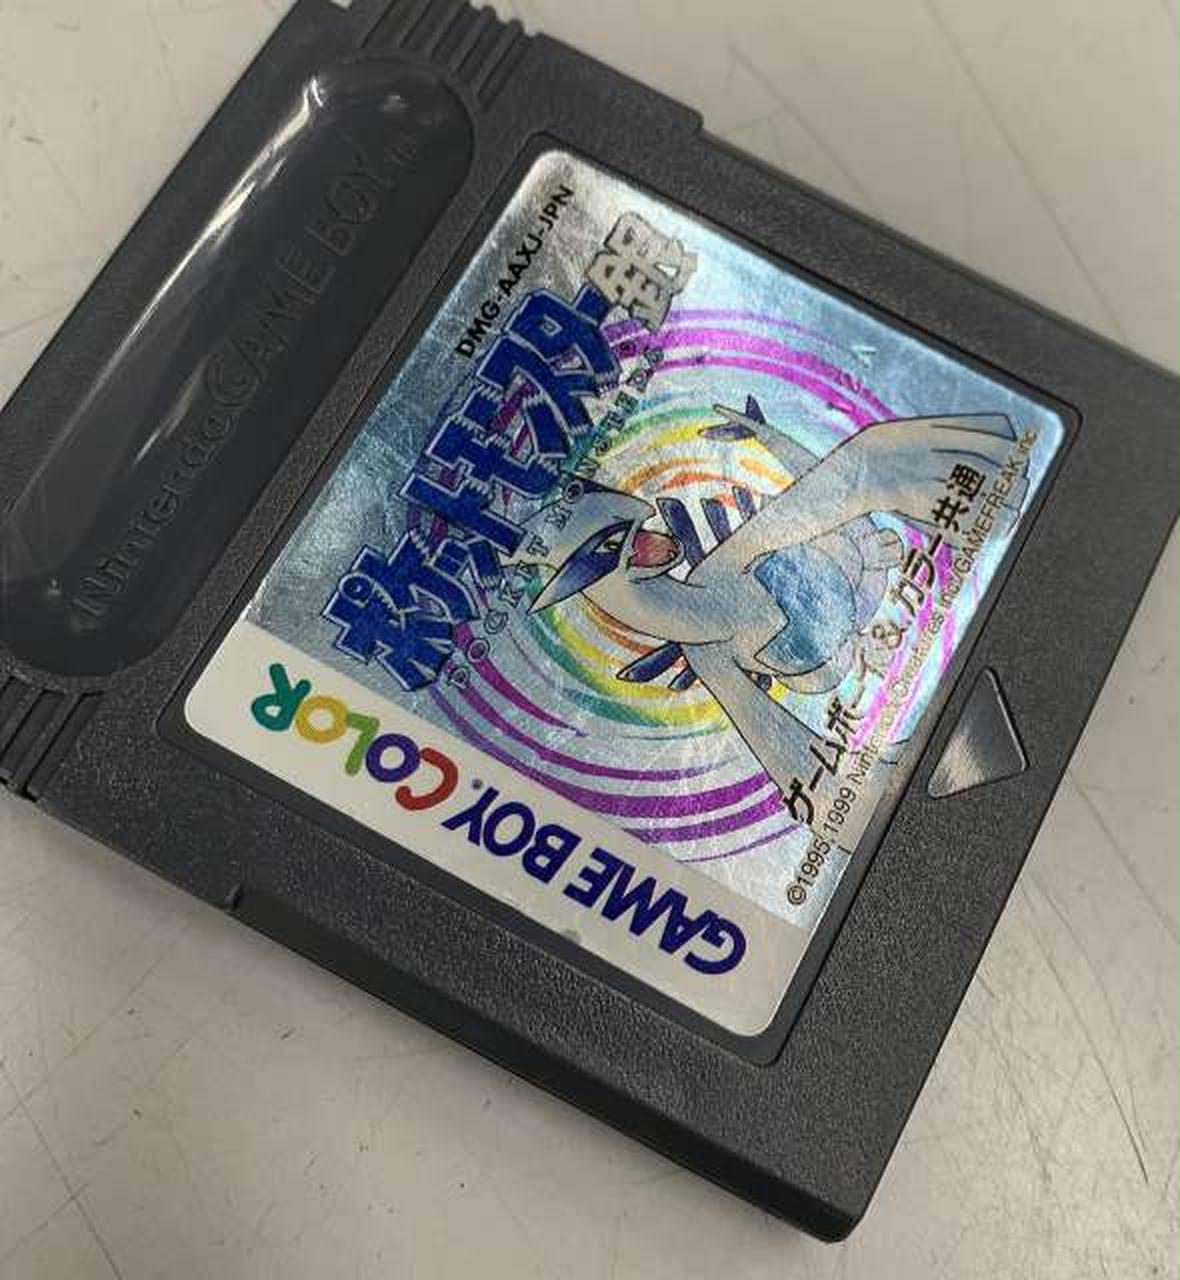 Nintendo GAME BOY
DMG-AAXJ-JPN
ポケットモンスター銀
POCKET MONSTERS
ゲームボーイ & カラー共通
©1995,1999 Nintendo/Creatures inc./GAMEFREAK inc.
GAME BOY COLOR